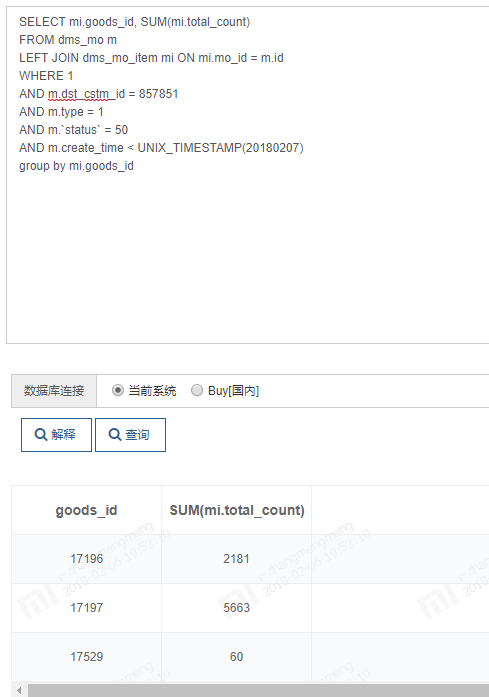 SELECT mi.goods_id, SUM(mi.total_count)
FROM dms_mo m
LEFT JOIN dms_mo_item mi ON mi.mo_id = m.id
WHERE 1
AND m.dst_cstm_id = 857851
AND m.type = 1
AND m.`status` = 50
AND m.create_time < UNIX_TIMESTAMP(20180207)
group by mi.goods_id
数据库连接 当前系统 Buy[国内]
解释 查询
goods_id SUM(mi.total_count)
17196 2181
17197 5663
17529 60